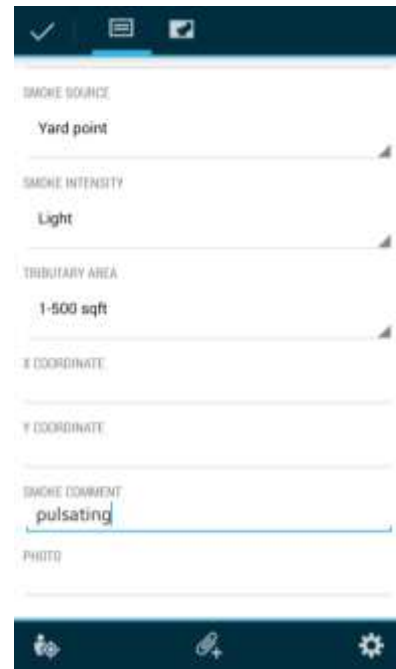 SMOKE SOURCE
Yard point
SMOKE INTENSITY
Light
TRIBUTARY AREA
1-500 sqft
X COORDINATE
Y COORDINATE
SMOKE COMMENT
pulsating
PHOTO